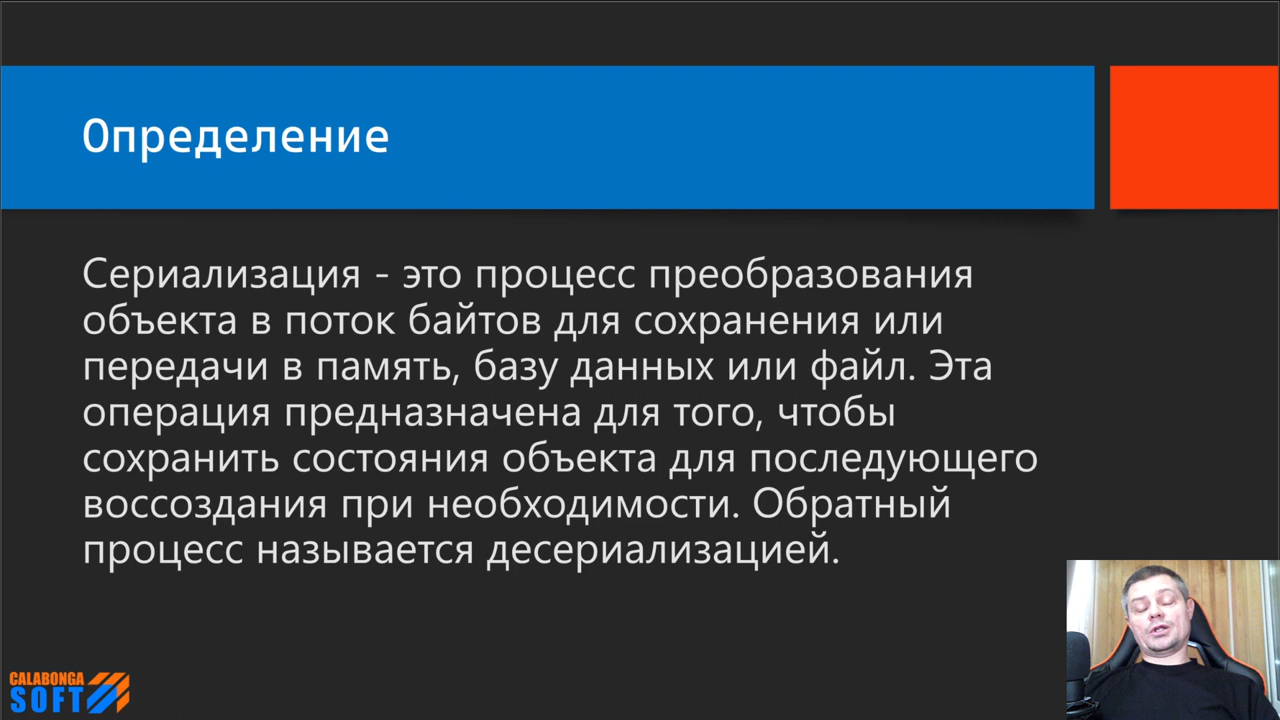 Определение
Сериализация - это процесс преобразования
объекта в поток байтов для сохранения или
передачи в память, базу данных или файл. Эта
операция предназначена для того, чтобы
сохранить состояния объекта для последующего
воссоздания при необходимости. Обратный
процесс называется десериализацией.
CALABONGA
SOFT